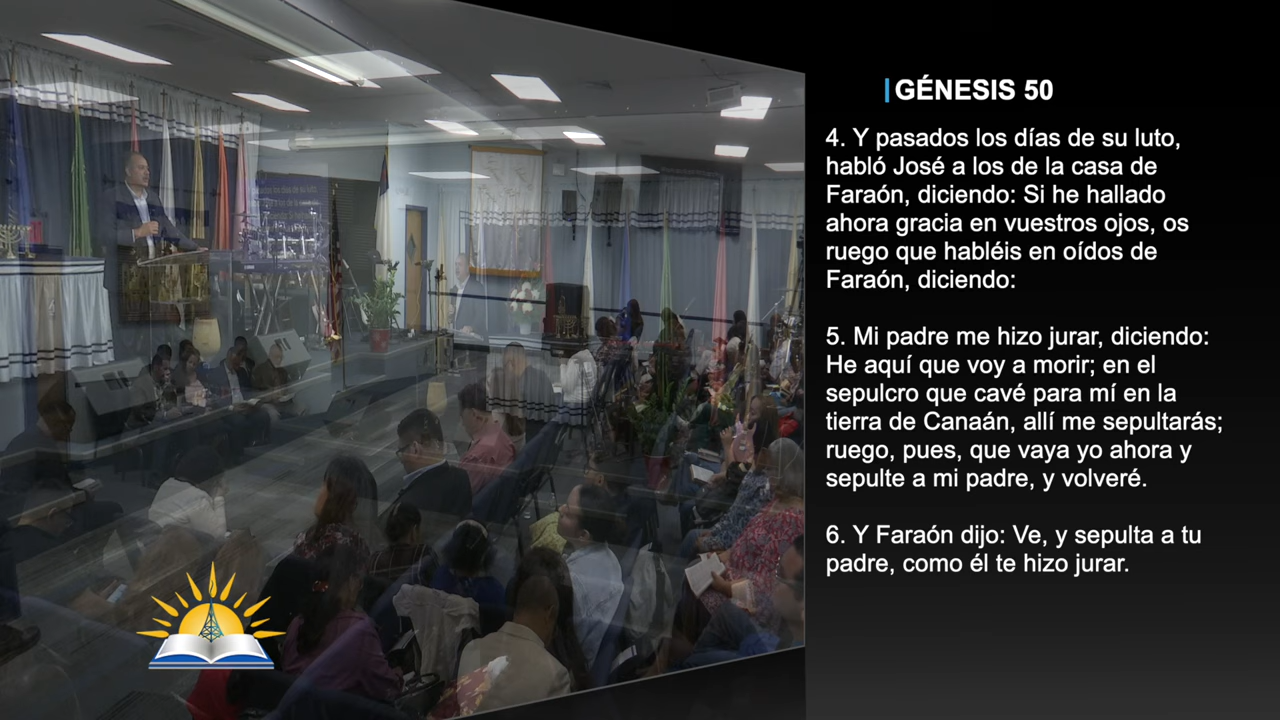 GÉNESIS 50
4. Y pasados los días de su luto,
habló José a los de la casa de
Faraón, diciendo: Si he hallado
ahora gracia en vuestros ojos, os
ruego que habléis en oídos de
Faraón, diciendo:
5. Mi padre me hizo jurar, diciendo:
He aquí que voy a morir; en el
sepulcro que cavé para mí en la
tierra de Canaán, allí me sepultarás;
ruego, pues, que vaya yo ahora y
sepulte a mi padre, y volveré.
6. Y Faraón dijo: Ve, y sepulta a tu
padre, como él te hizo jurar.